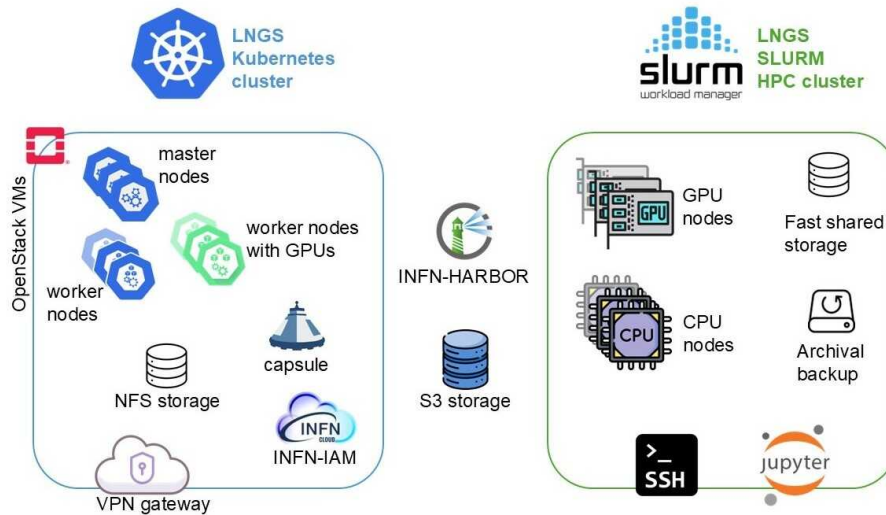 LNGS
Kubernetes
cluster
slurm
workload manager
LNGS
SLURM
HPC cluster
OpenStack VMs
master
nodes
worker nodes
with GPUs
worker
nodes
capsule
NFS storage
INFN
CLOUD
INFN-IAM
VPN gateway
INFN-HARBOR
S3 storage
GPU
GPU
nodes
Fast shared
storage
CPU
CPU
nodes
Archival
backup
>_
SSH
jupyter